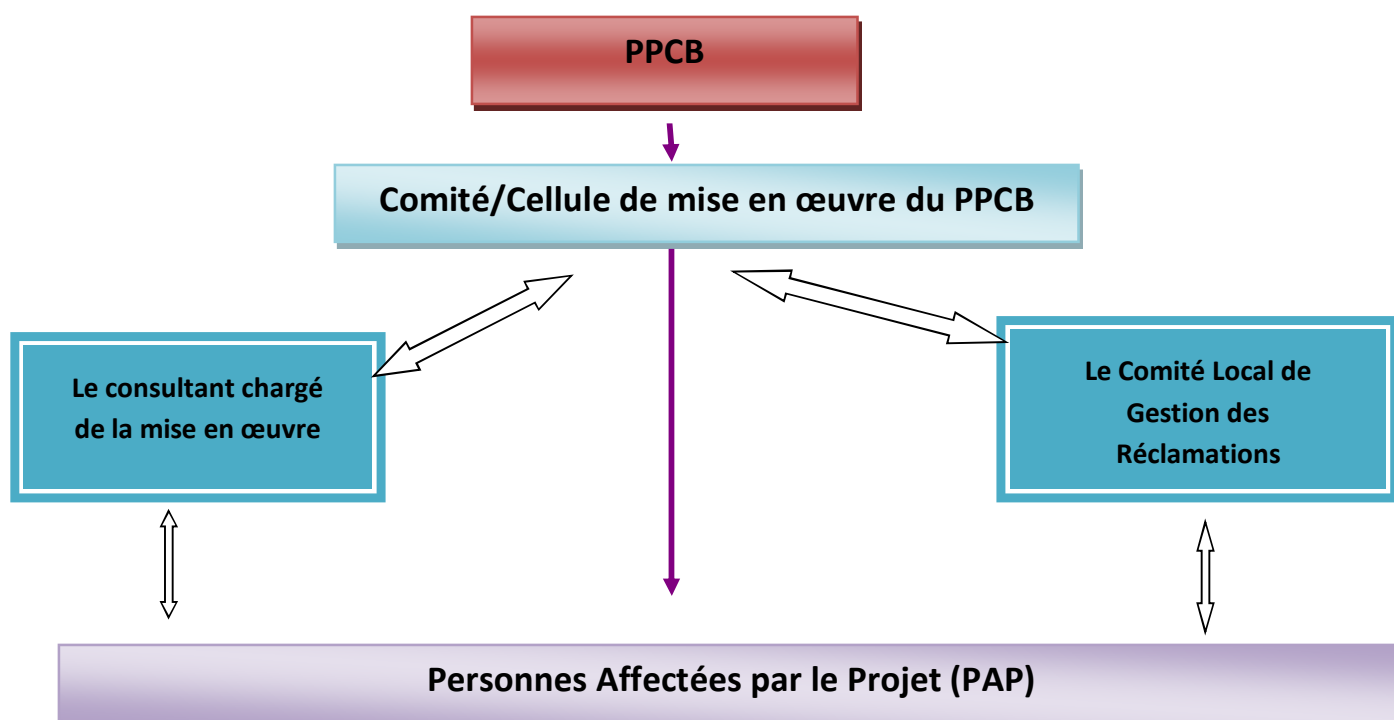 PPCB
Comité/Cellule de mise en œuvre du PPCB
Le consultant chargé
de la mise en œuvre
Le Comité Local de
Gestion des
Réclamations
Personnes Affectées par le Projet (PAP)